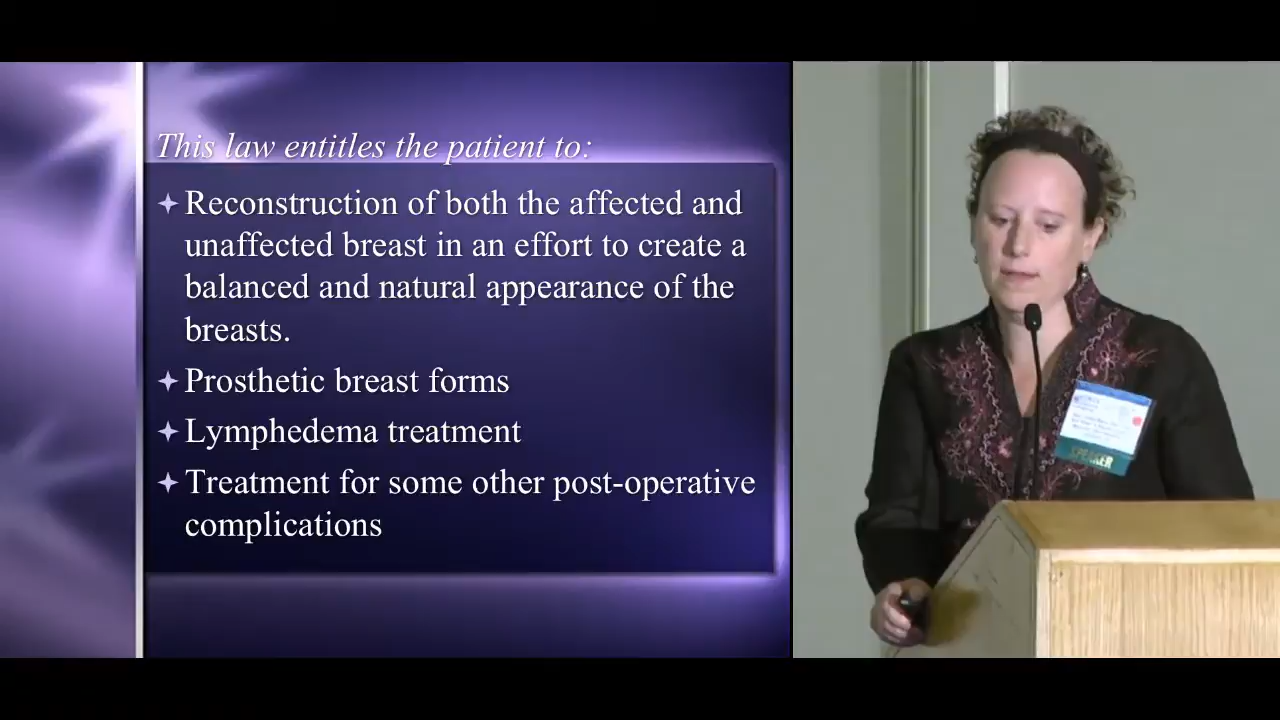 This law entitles the patient to:
Reconstruction of both the affected and
unaffected breast in an effort to create a
balanced and natural appearance of the
breasts.
Prosthetic breast forms
Lymphedema treatment
Treatment for some other post-operative
complications
SPEAKER